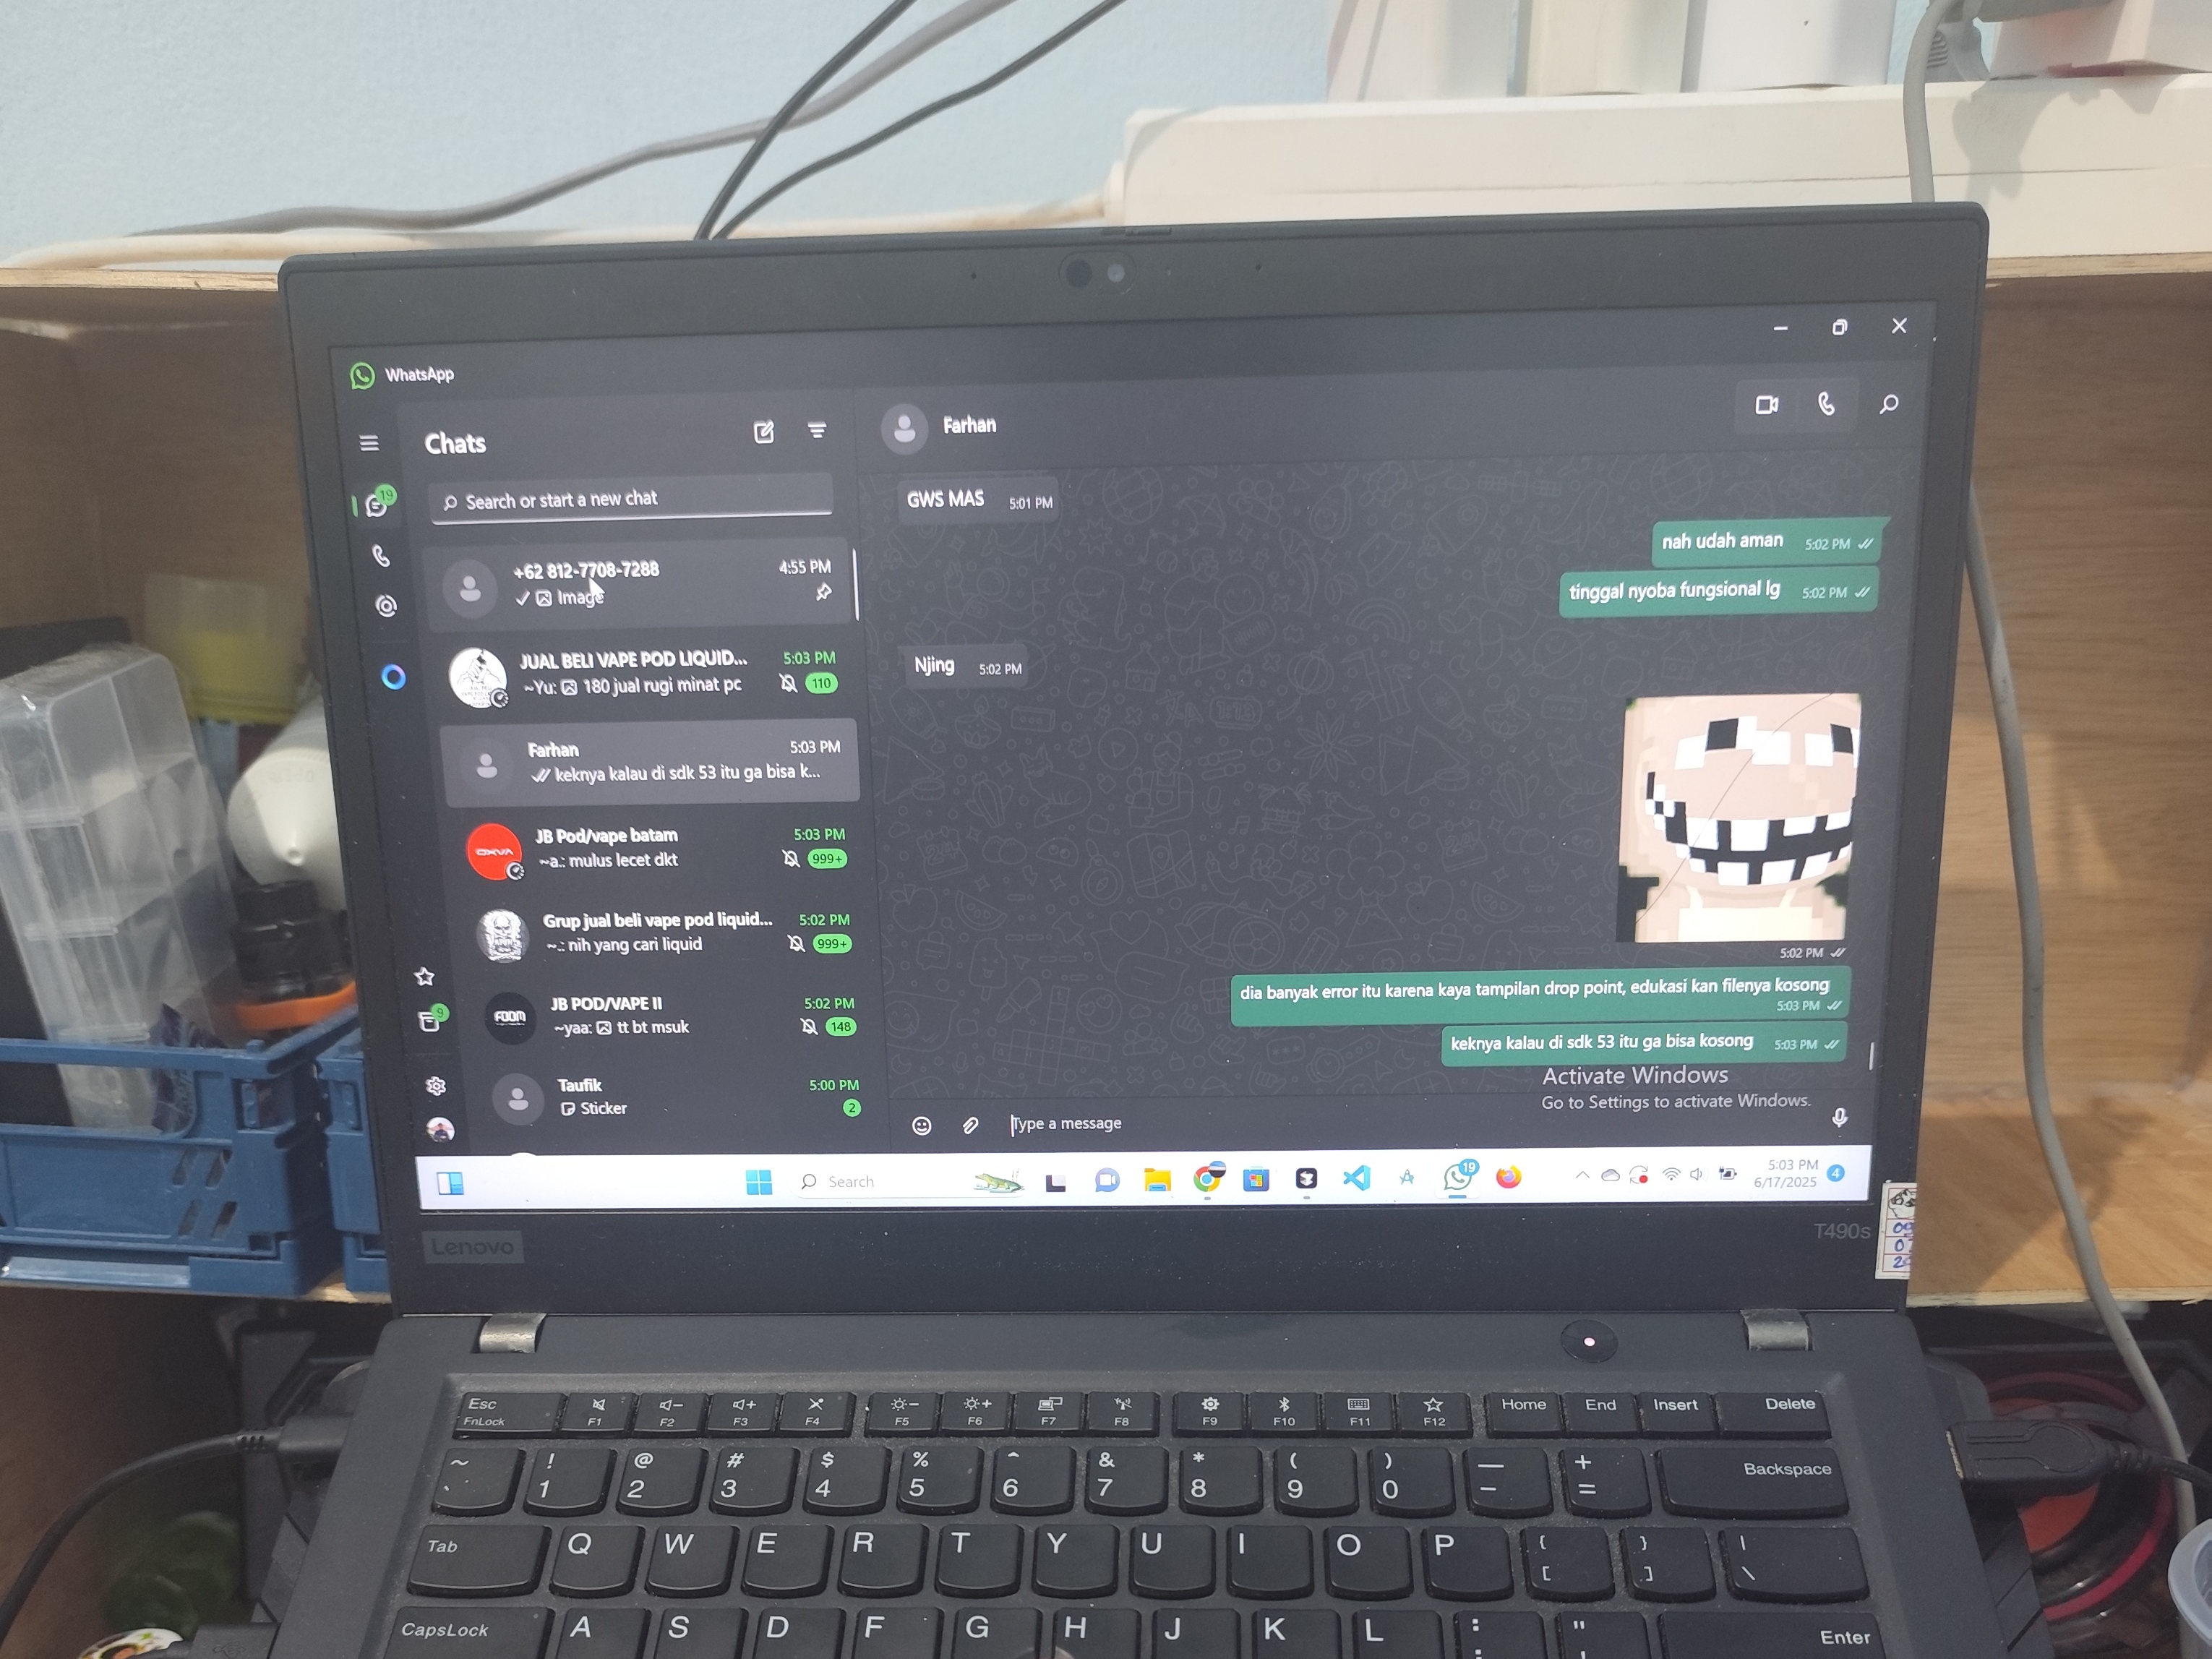 WhatsApp
Chats
Search or start a new chat
19
+62 812-7708-7288
4:55 PM
Image
JUAL BELI VAPE POD LIQUID...
5:03 PM
~Yu: 180 jual rugi minat pc
110
Farhan
5:03 PM
keknya kalau di sdk 53 itu ga bisa k...
OXVA
JB Pod/vape batam
5:03 PM
~a.: mulus lecet dkt
999+
Grup jual beli vape pod liquid...
5:02 PM
~.: nih yang cari liquid
999+
FOOM
JB POD/VAPE II
5:02 PM
~yaa: tt bt msuk
148
9
Taufik
5:00 PM
Sticker
2
Farhan
GWS MAS 5:01 PM
nah udah aman 5:02 PM
tinggal nyoba fungsional lg 5:02 PM
Njing 5:02 PM
5:02 PM
dia banyak error itu karena kaya tampilan drop point, edukasi kan filenya kosong
5:03 PM
keknya kalau di sdk 53 itu ga bisa kosong 5:03 PM
Activate Windows
Go to Settings to activate Windows.
Type a message
Search
19
5:03 PM
6/17/2025
4
Lenovo
T490s
Esc FnLock F1 F2 F3 F4 F5 F6 F7 F8 F9 F10 F11 F12 Home End Insert Delete
~ ! @ # $ % ^ & * ( ) — + Backspace
` 1 2 3 4 5 6 7 8 9 0 - =
Tab Q W E R T Y U I O P { [ } ] | \
CapsLock A S D F G H J K L : ; " Enter